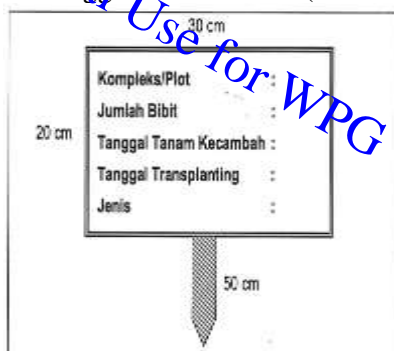 Use for WPG
30 cm
20 cm
Kompleks/Plot :
Jumlah Bibit :
Tanggal Tanam Kecambah :
Tanggal Transplanting :
Jenis :
50 cm